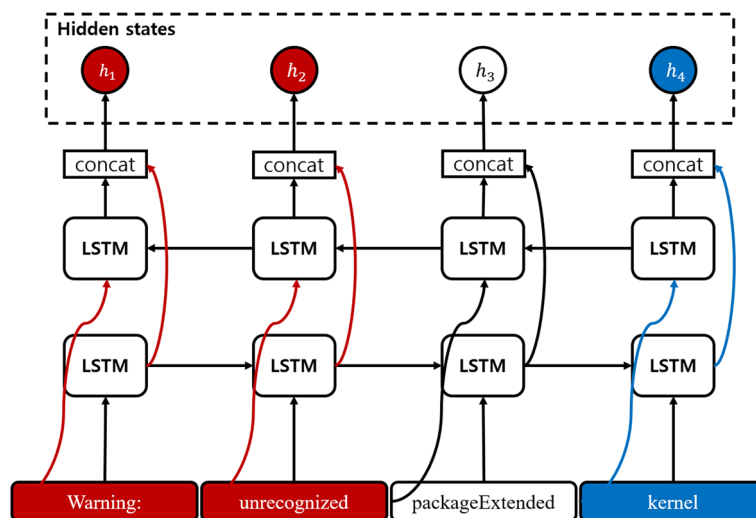 Hidden states
h₁ h₂ h₃ h₄
concat concat concat concat
LSTM LSTM LSTM LSTM
LSTM LSTM LSTM LSTM
Warning: unrecognized packageExtended kernel